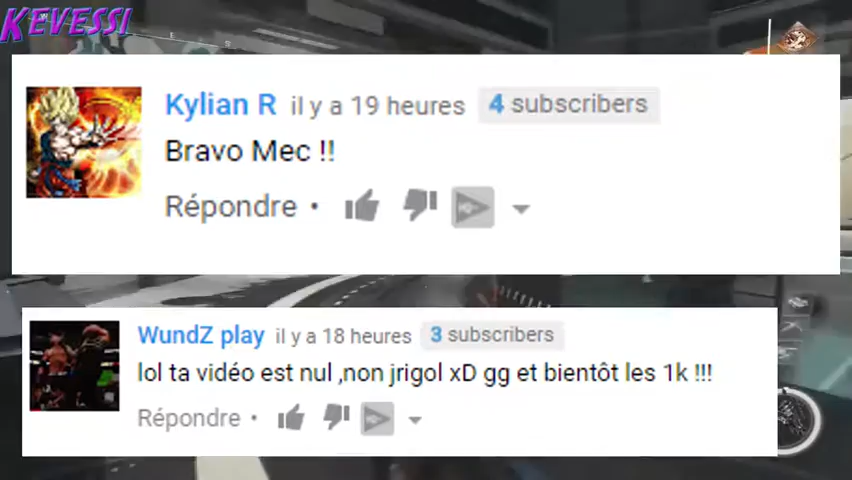 KEVESSI
Kylian R il y a 19 heures 4 subscribers
Bravo Mec !!
Répondre •
WundZ play il y a 18 heures 3 subscribers
lol ta vidéo est nul ,non jrigol xD gg et bientôt les 1k !!!
Répondre •